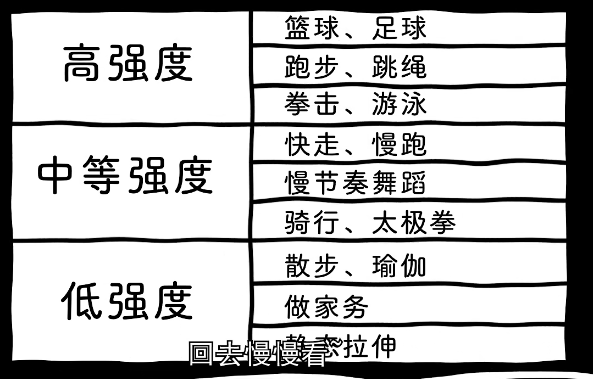 高强度
篮球、足球
跑步、跳绳
拳击、游泳
中等强度
快走、慢跑
慢节奏舞蹈
骑行、太极拳
低强度
散步、瑜伽
做家务
静态拉伸
回去慢慢看